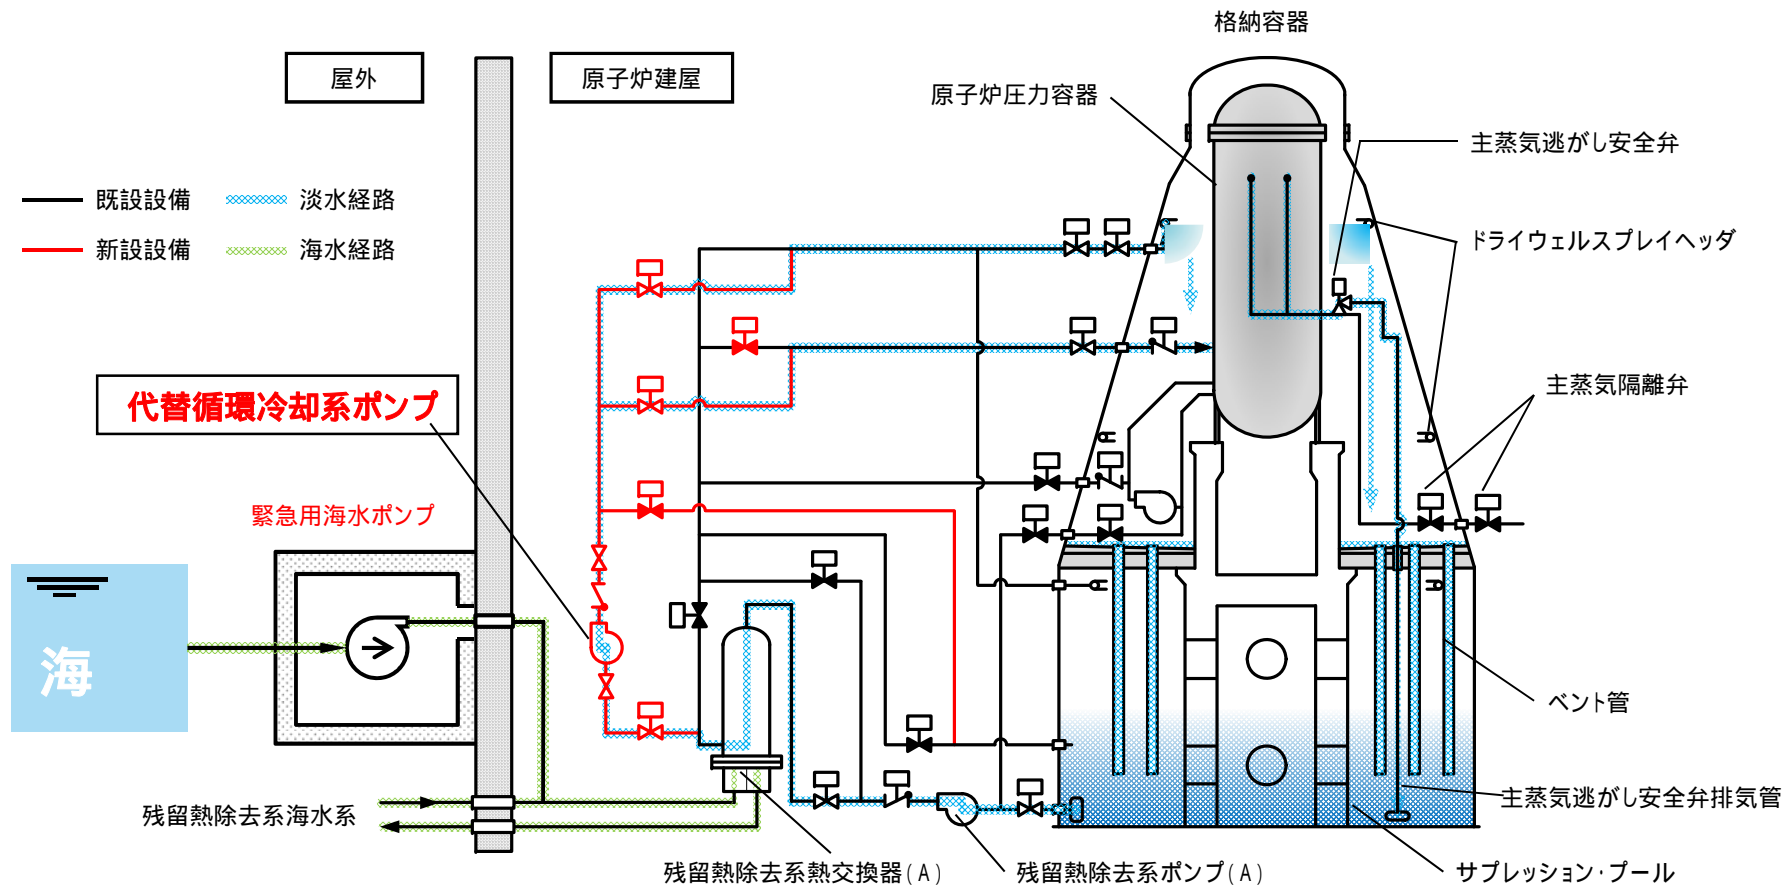 格納容器
屋外
原子炉建屋
原子炉圧力容器
主蒸気逃がし安全弁
既設設備
淡水経路
新設設備
海水経路
ドライウェルスプレイヘッダ
主蒸気隔離弁
代替循環冷却系ポンプ
緊急用海水ポンプ
海
ベント管
主蒸気逃がし安全弁排気管
残留熱除去系海水系
残留熱除去系熱交換器(A)
残留熱除去系ポンプ(A)
サプレッション・プール